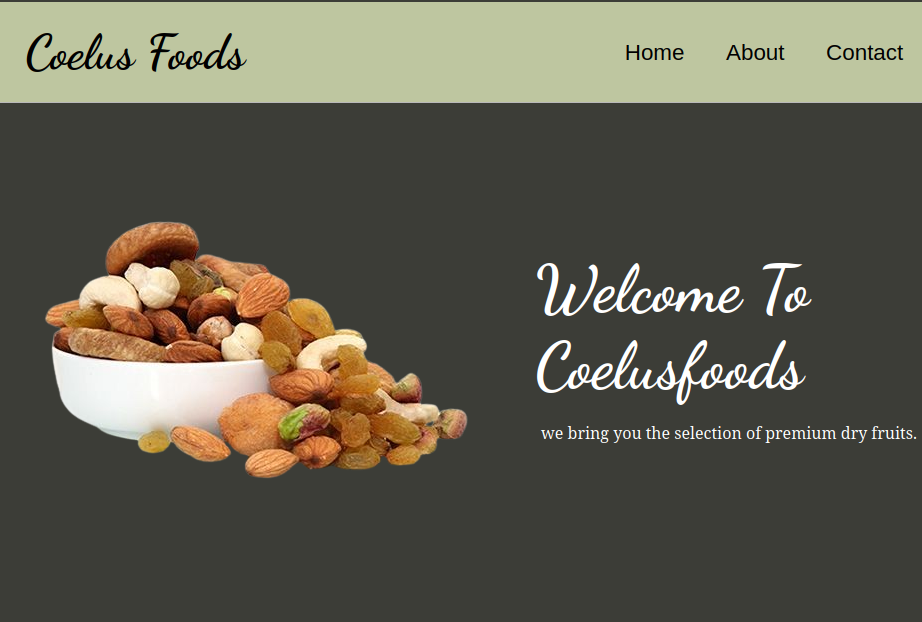 Coelus Foods
Home About Contact
Welcome To
Coelusfoods
we bring you the selection of premium dry fruits.